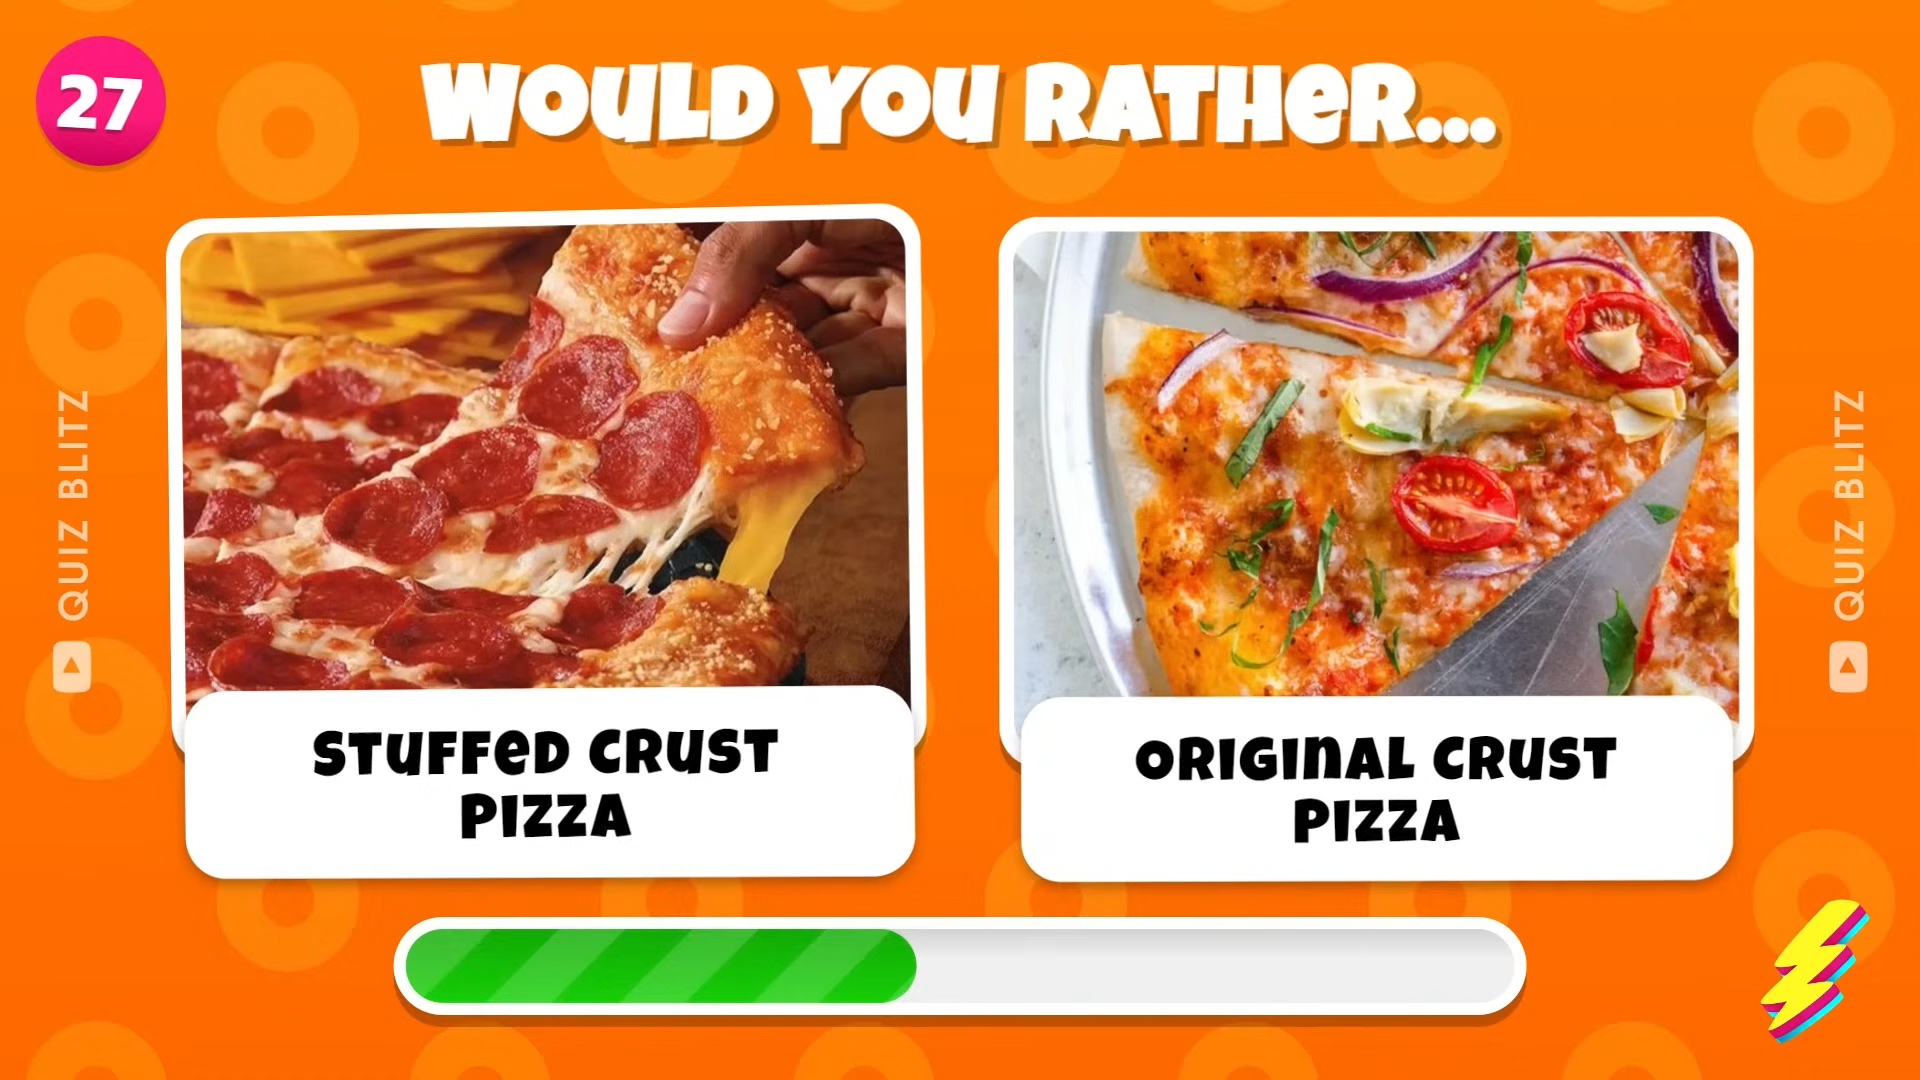 27
WOULD YOU RATHER...
QUIZ BLITZ
QUIZ BLITZ
STUFFED CRUST
PIZZA
ORIGINAL CRUST
PIZZA